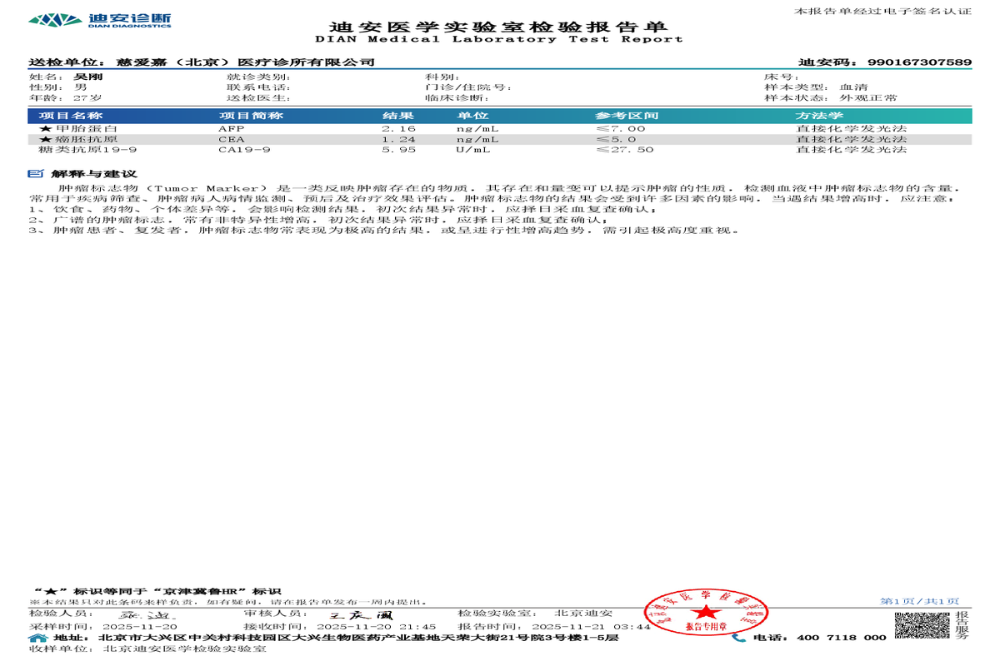 迪安诊断
DIAN DIAGNOSTICS
本报告单经过电子签名认证
迪安医学实验室检验报告单
DIAN Medical Laboratory Test Report
送检单位：慈爱嘉（北京）医疗诊所有限公司 迪安码：990167307589
姓名：吴刚 就诊类别： 科别： 床号：
性别：男 联系电话： 门诊/住院号： 样本类型：血清
年龄：27岁 送检医生： 临床诊断： 样本状态：外观正常
项目名称 项目简称 结果 单位 参考区间 方法学
★甲胎蛋白 AFP 2.16 ng/mL ≤7.00 直接化学发光法
★癌胚抗原 CEA 1.24 ng/mL ≤5.0 直接化学发光法
糖类抗原19-9 CA19-9 5.95 U/mL ≤27.50 直接化学发光法
解释与建议
肿瘤标志物（Tumor Marker）是一类反映肿瘤存在的物质，其存在和量变可以提示肿瘤的性质，检测血液中肿瘤标志物的含量，
常用于疾病筛查、肿瘤病人病情监测、预后及治疗效果评估。肿瘤标志物的结果会受到许多因素的影响，当遇结果增高时，应注意：
1、饮食、药物、个体差异等，会影响检测结果，初次结果异常时，应择日采血复查确认；
2、广谱的肿瘤标志，常有非特异性增高，初次结果异常时，应择日采血复查确认；
3、肿瘤患者、复发者，肿瘤标志物常表现为极高的结果，或呈进行性增高趋势，需引起极高度重视。
“★”标识等同于“京津冀鲁HR”标识
※本结果只对此条码来样负责，如有疑问，请在报告单发布一周内提出。
第1页/共1页
检验人员： 审核人员： 检验实验室：北京迪安
采样时间：2025-11-20 接收时间：2025-11-20 21:45 报告时间：2025-11-21 03:44
报告专用章
地址：北京市大兴区中关村科技园区大兴生物医药产业基地天荣大街21号院3号楼1-5层 电话：400 7118 000
收样单位：北京迪安医学检验实验室
报告服务